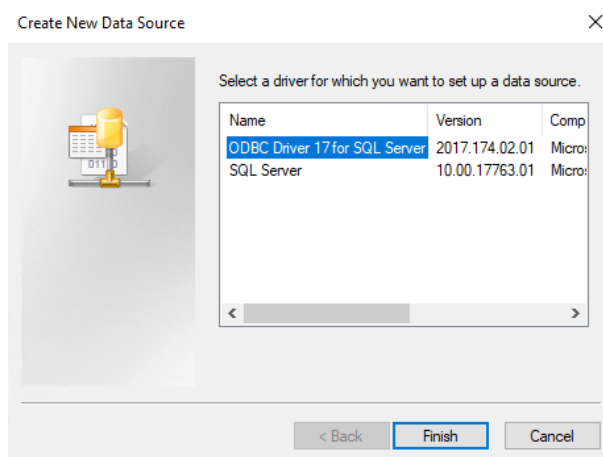 Create New Data Source
Select a driver for which you want to set up a data source.
Name Version Comp
ODBC Driver 17 for SQL Server 2017.174.02.01 Micro
SQL Server 10.00.17763.01 Micro
0110
< Back Finish Cancel